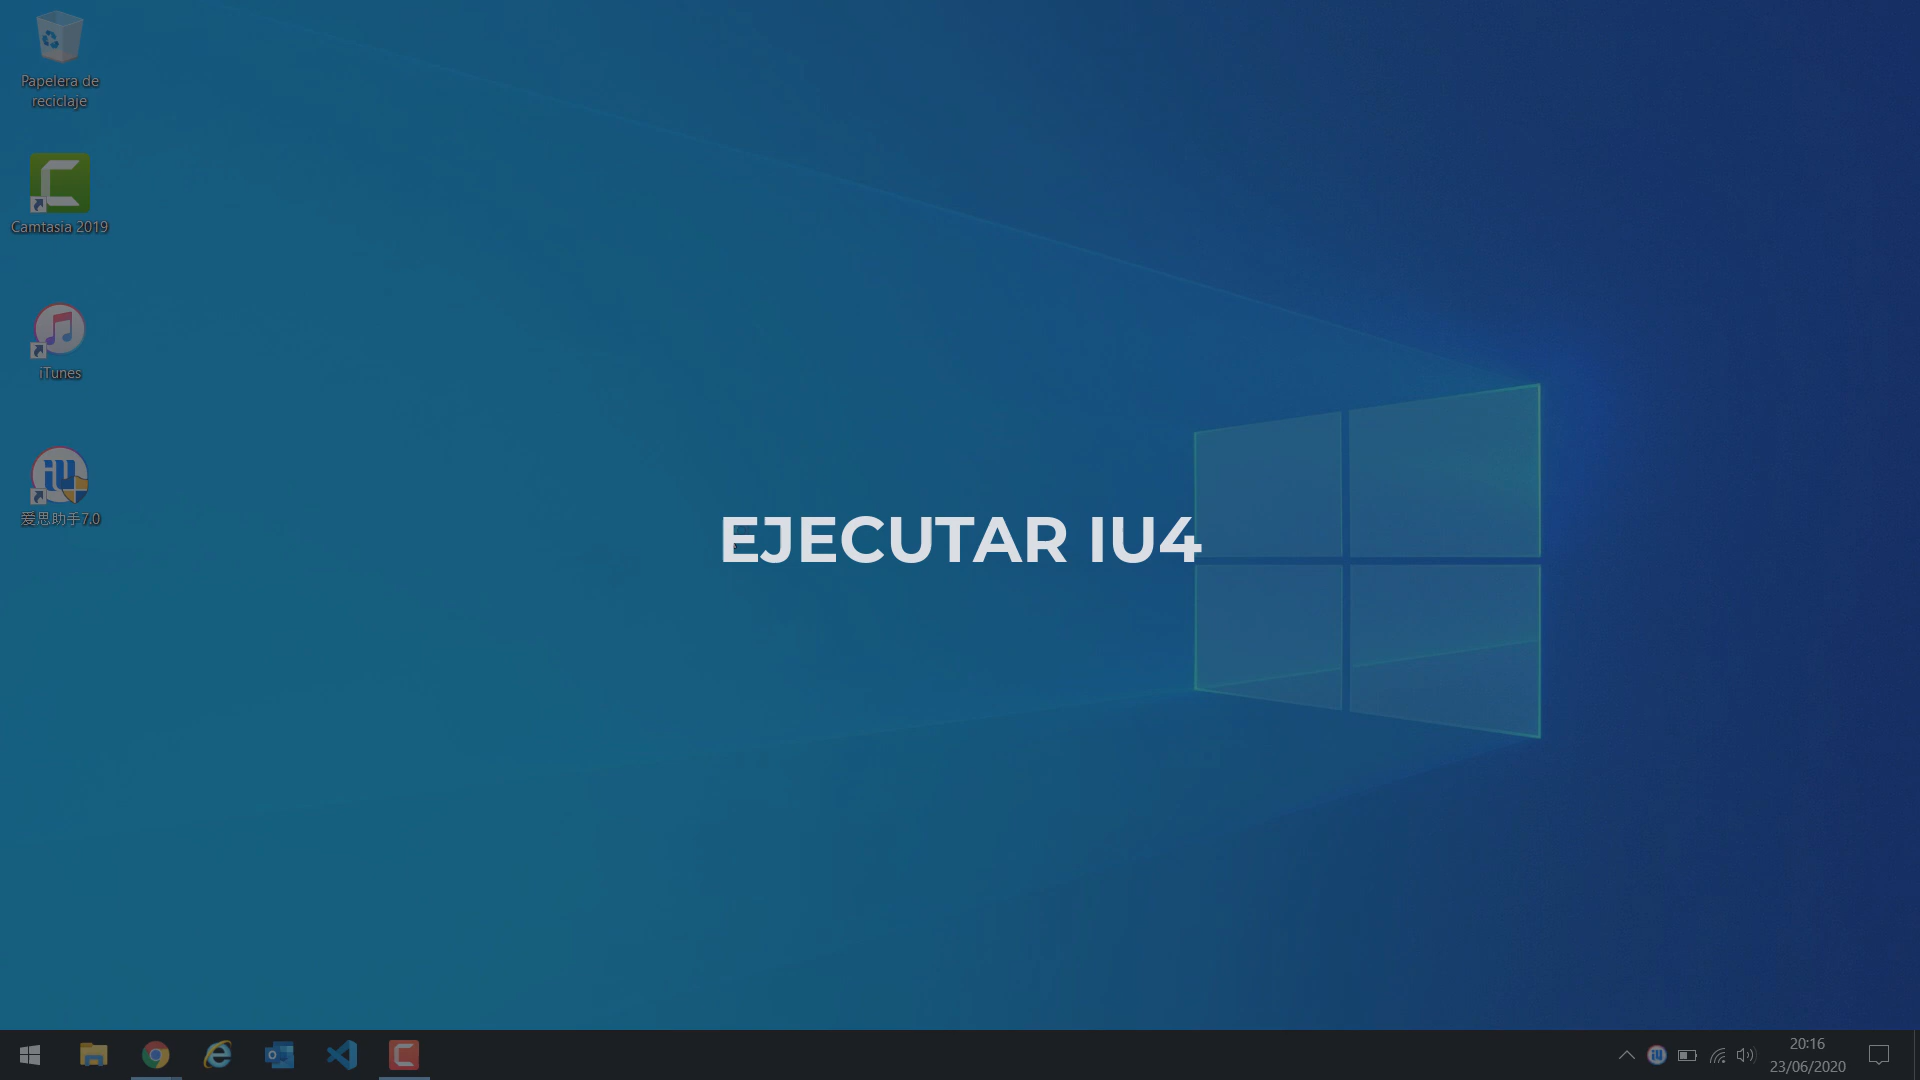 Papelera de
reciclaje
Camtasia 2019
iTunes
iU
爱思助手7.0
EJECUTAR IU4
20:16
23/06/2020